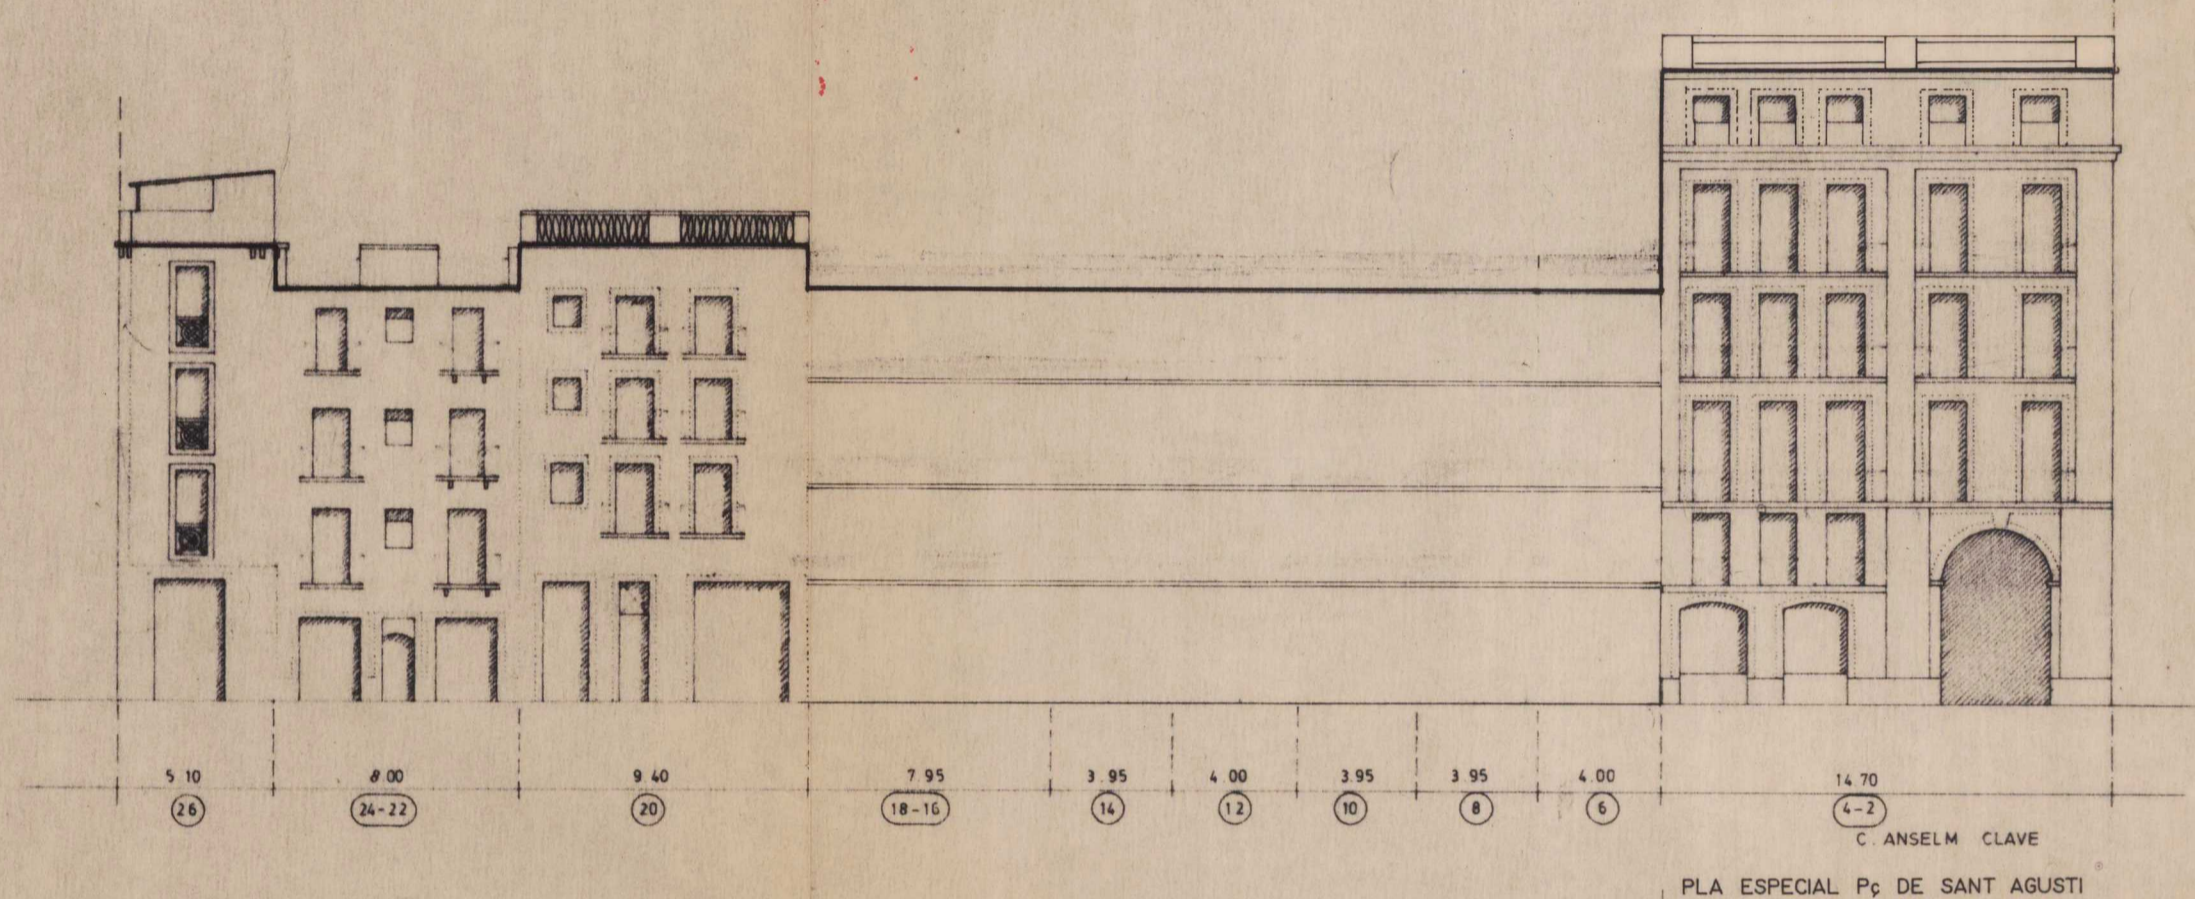 5 10 8 00 9 40 7 95 3.95 4.00 3.95 3.95 4.00 14.70
26 24-22 20 18-16 14 12 10 8 6 4-2
C. ANSELM CLAVE
PLA ESPECIAL Pç DE SANT AGUSTI